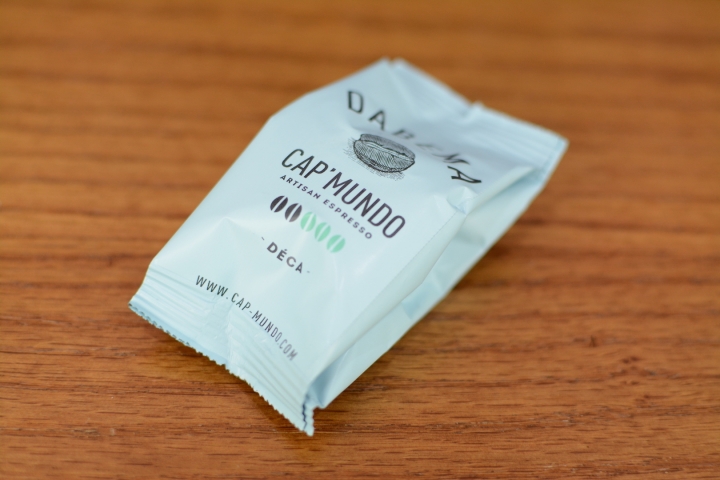 CAP'MUNDO
ARTISAN ESPRESSO
- DÉCA -
WWW.CAP-MUNDO.COM